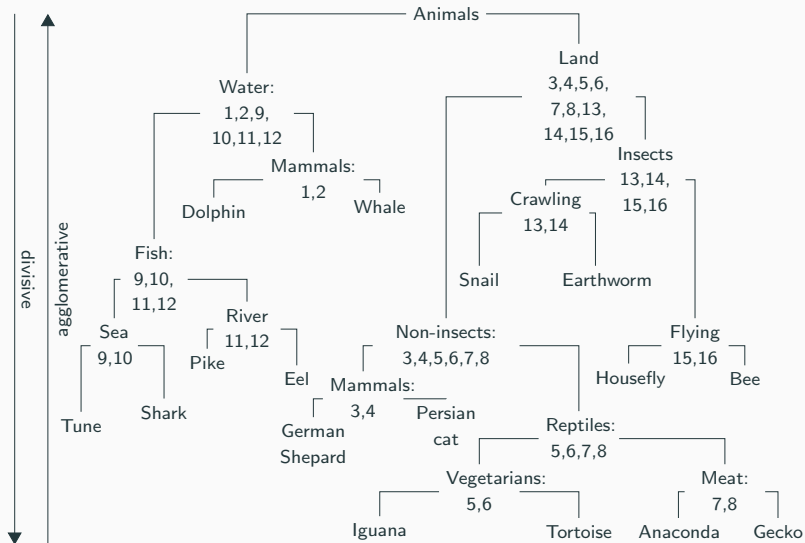 Animals
Land
3,4,5,6,
7,8,13,
14,15,16
Water:
1,2,9,
10,11,12
Insects
13,14,
15,16
Mammals:
1,2
Dolphin
Whale
Crawling
13,14
Snail
Earthworm
divisive
agglomerative
Fish:
9,10,
11,12
River
11,12
Sea
9,10
Pike
Eel
Tune
Shark
Non-insects:
3,4,5,6,7,8
Flying
15,16
Housefly
Bee
Mammals:
3,4
German
Shepard
Persian
cat
Reptiles:
5,6,7,8
Vegetarians:
5,6
Meat:
7,8
Iguana
Tortoise
Anaconda
Gecko